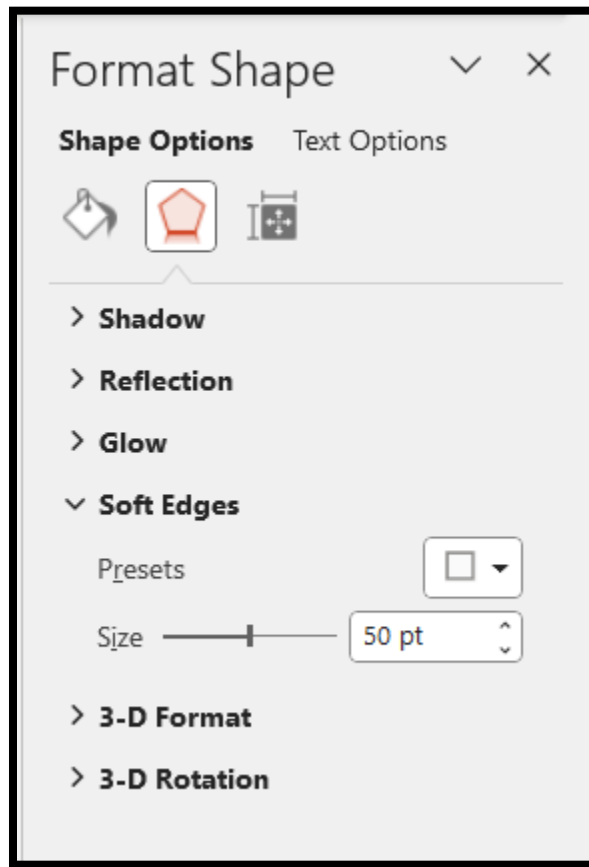 Format Shape
Shape Options Text Options
Shadow
Reflection
Glow
Soft Edges
Presets
Size 50 pt
3-D Format
3-D Rotation